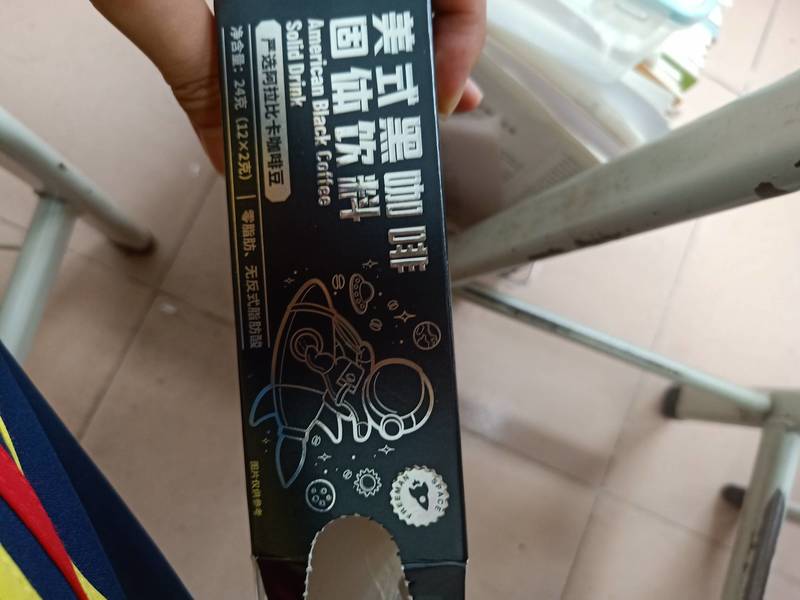 美式黑咖啡
固体饮料
American Black Coffee
Solid Drink
严选阿拉比卡咖啡豆
净含量：24克（12×2克）｜零脂肪、无反式脂肪酸
图片仅供参考
FREEMAN SPACE